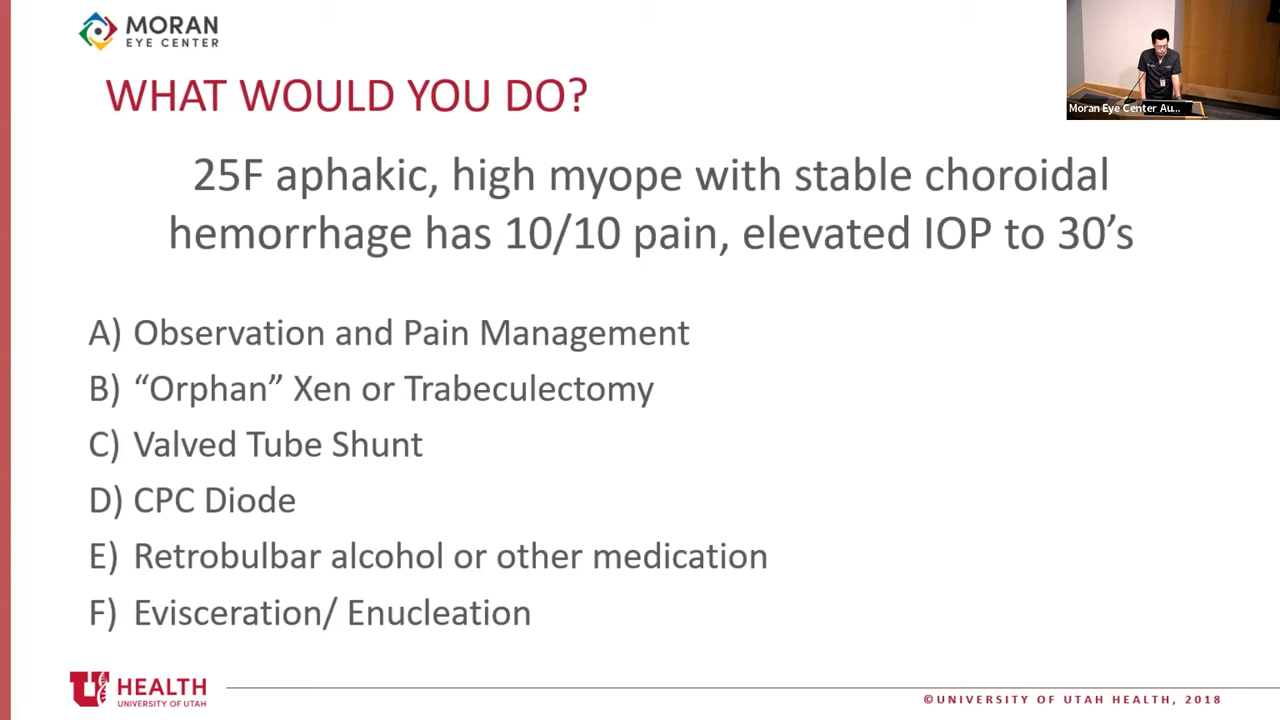 MORAN
EYE CENTER
Moran Eye Center Au...
WHAT WOULD YOU DO?
25F aphakic, high myope with stable choroidal
hemorrhage has 10/10 pain, elevated IOP to 30’s
A) Observation and Pain Management
B) “Orphan” Xen or Trabeculectomy
C) Valved Tube Shunt
D) CPC Diode
E) Retrobulbar alcohol or other medication
F) Evisceration/ Enucleation
U HEALTH
UNIVERSITY OF UTAH
©UNIVERSITY OF UTAH HEALTH, 2018